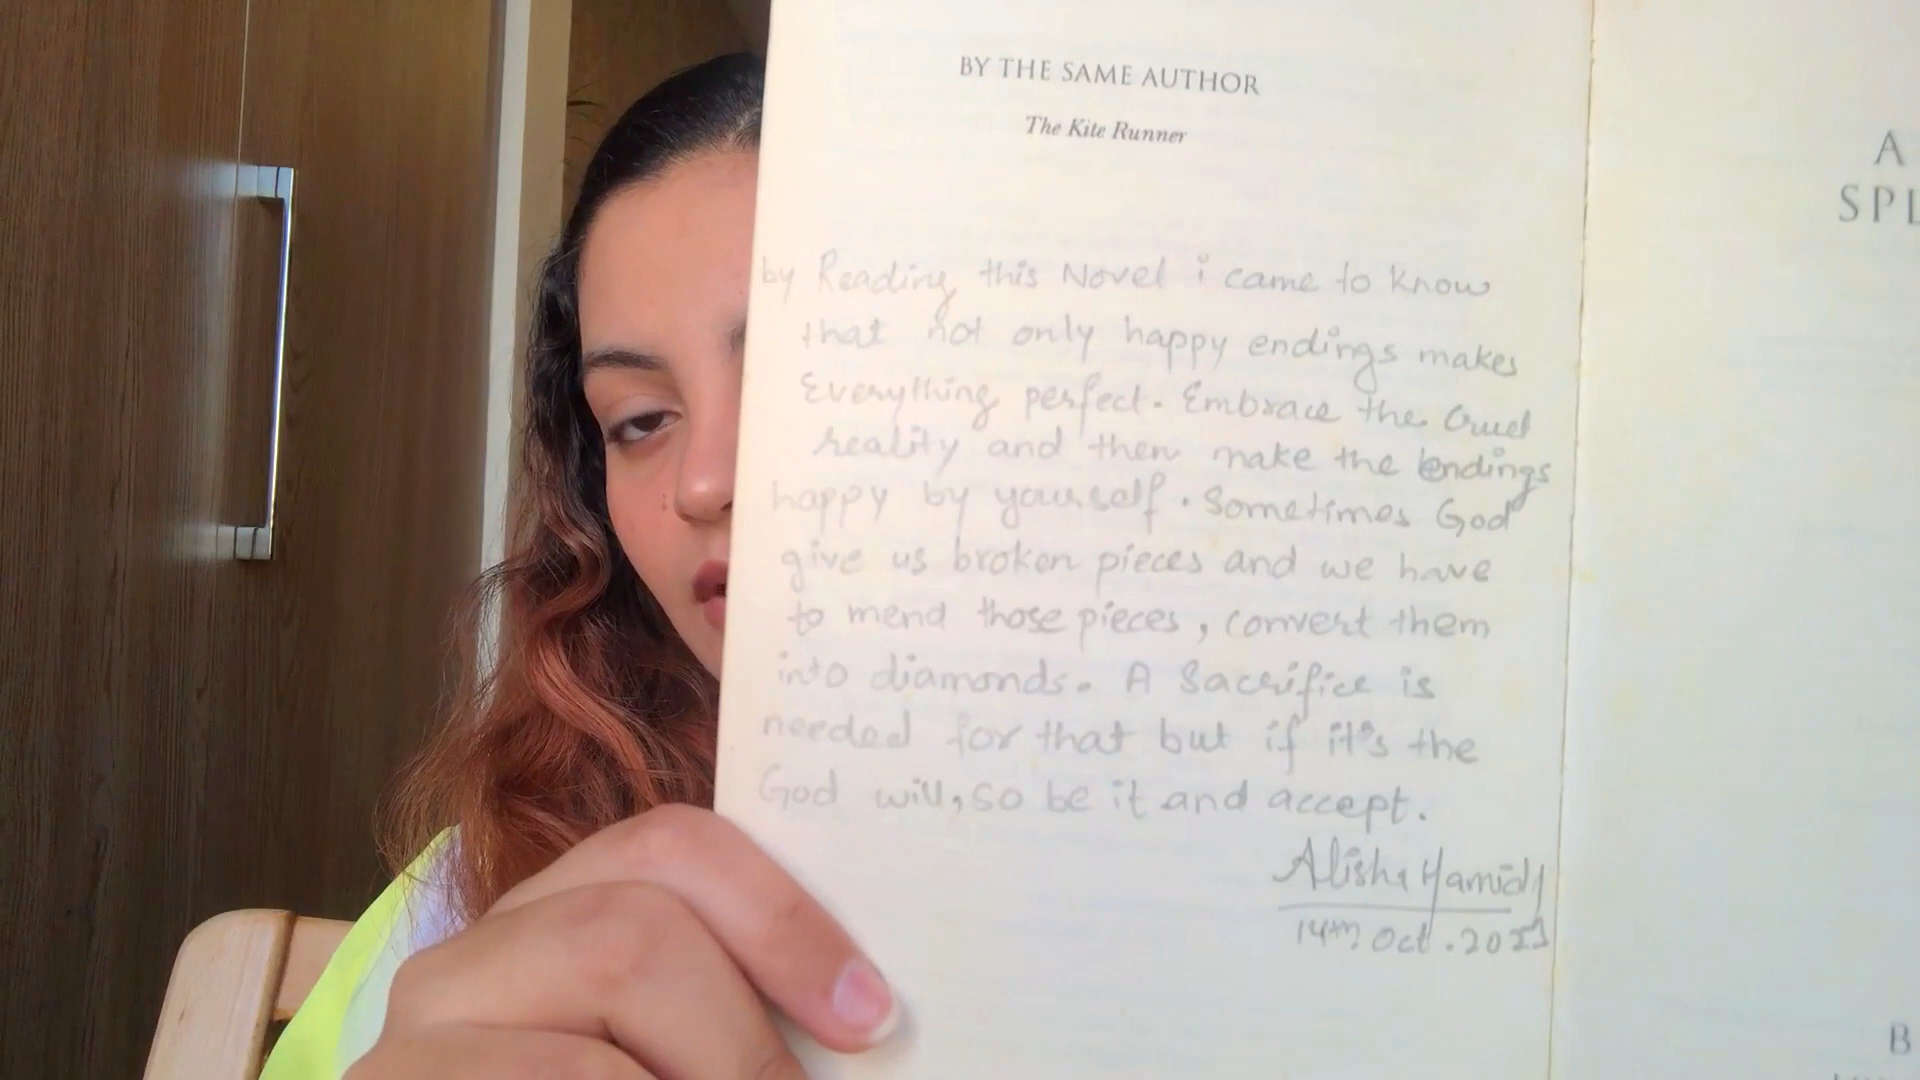 BY THE SAME AUTHOR
The Kite Runner
by Reading this Novel i came to know
that not only happy endings makes
Everything perfect. Embrace the Cruel
reality and then make the endings
happy by yourself. Sometimes God
give us broken pieces and we have
to mend those pieces, convert them
into diamonds. A Sacrifice is
needed for that but if it's the
God will, so be it and accept.
Alisha Hamid
14th Oct. 2021
A
SPL
B